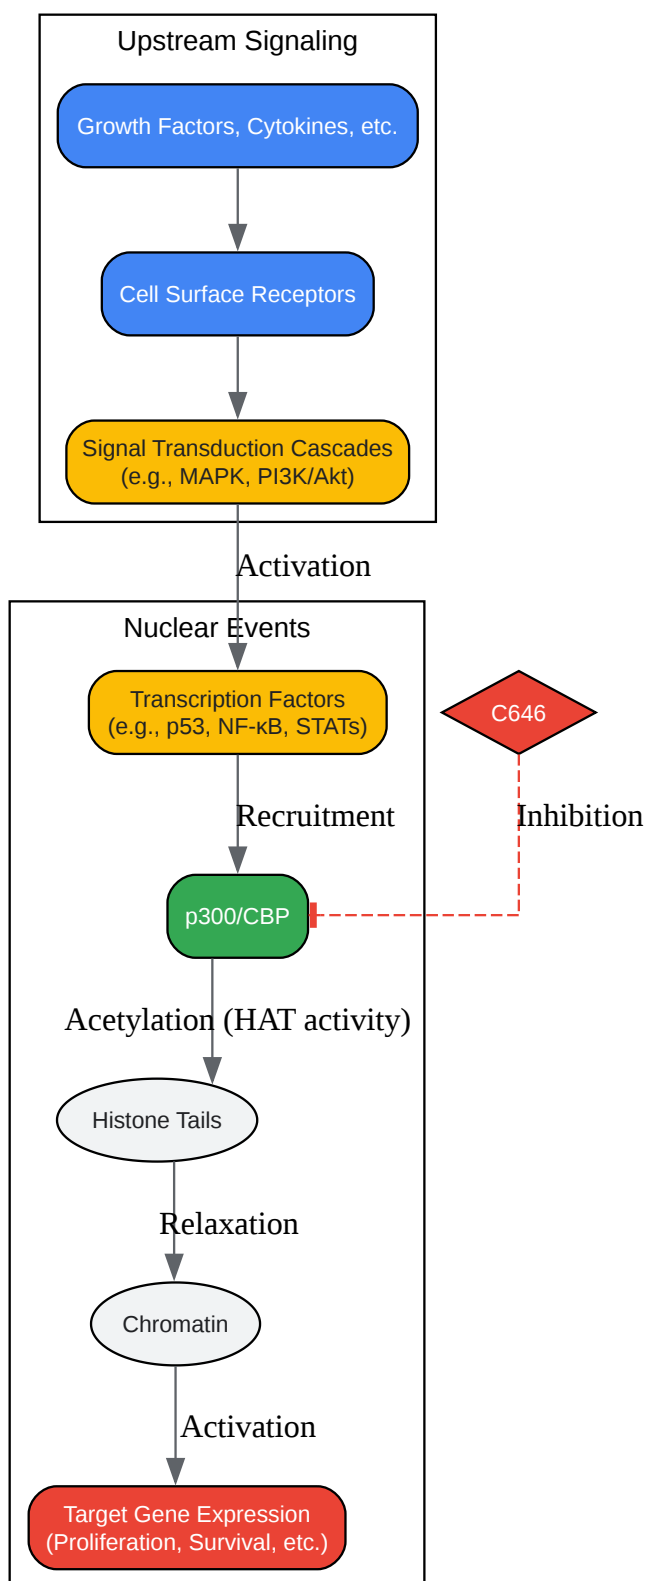 Upstream Signaling
Growth Factors, Cytokines, etc.
Cell Surface Receptors
Signal Transduction Cascades
(e.g., MAPK, PI3K/Akt)
Activation
Nuclear Events
Transcription Factors
(e.g., p53, NF-κB, STATs)
C646
Recruitment
Inhibition
p300/CBP
Acetylation (HAT activity)
Histone Tails
Relaxation
Chromatin
Activation
Target Gene Expression
(Proliferation, Survival, etc.)